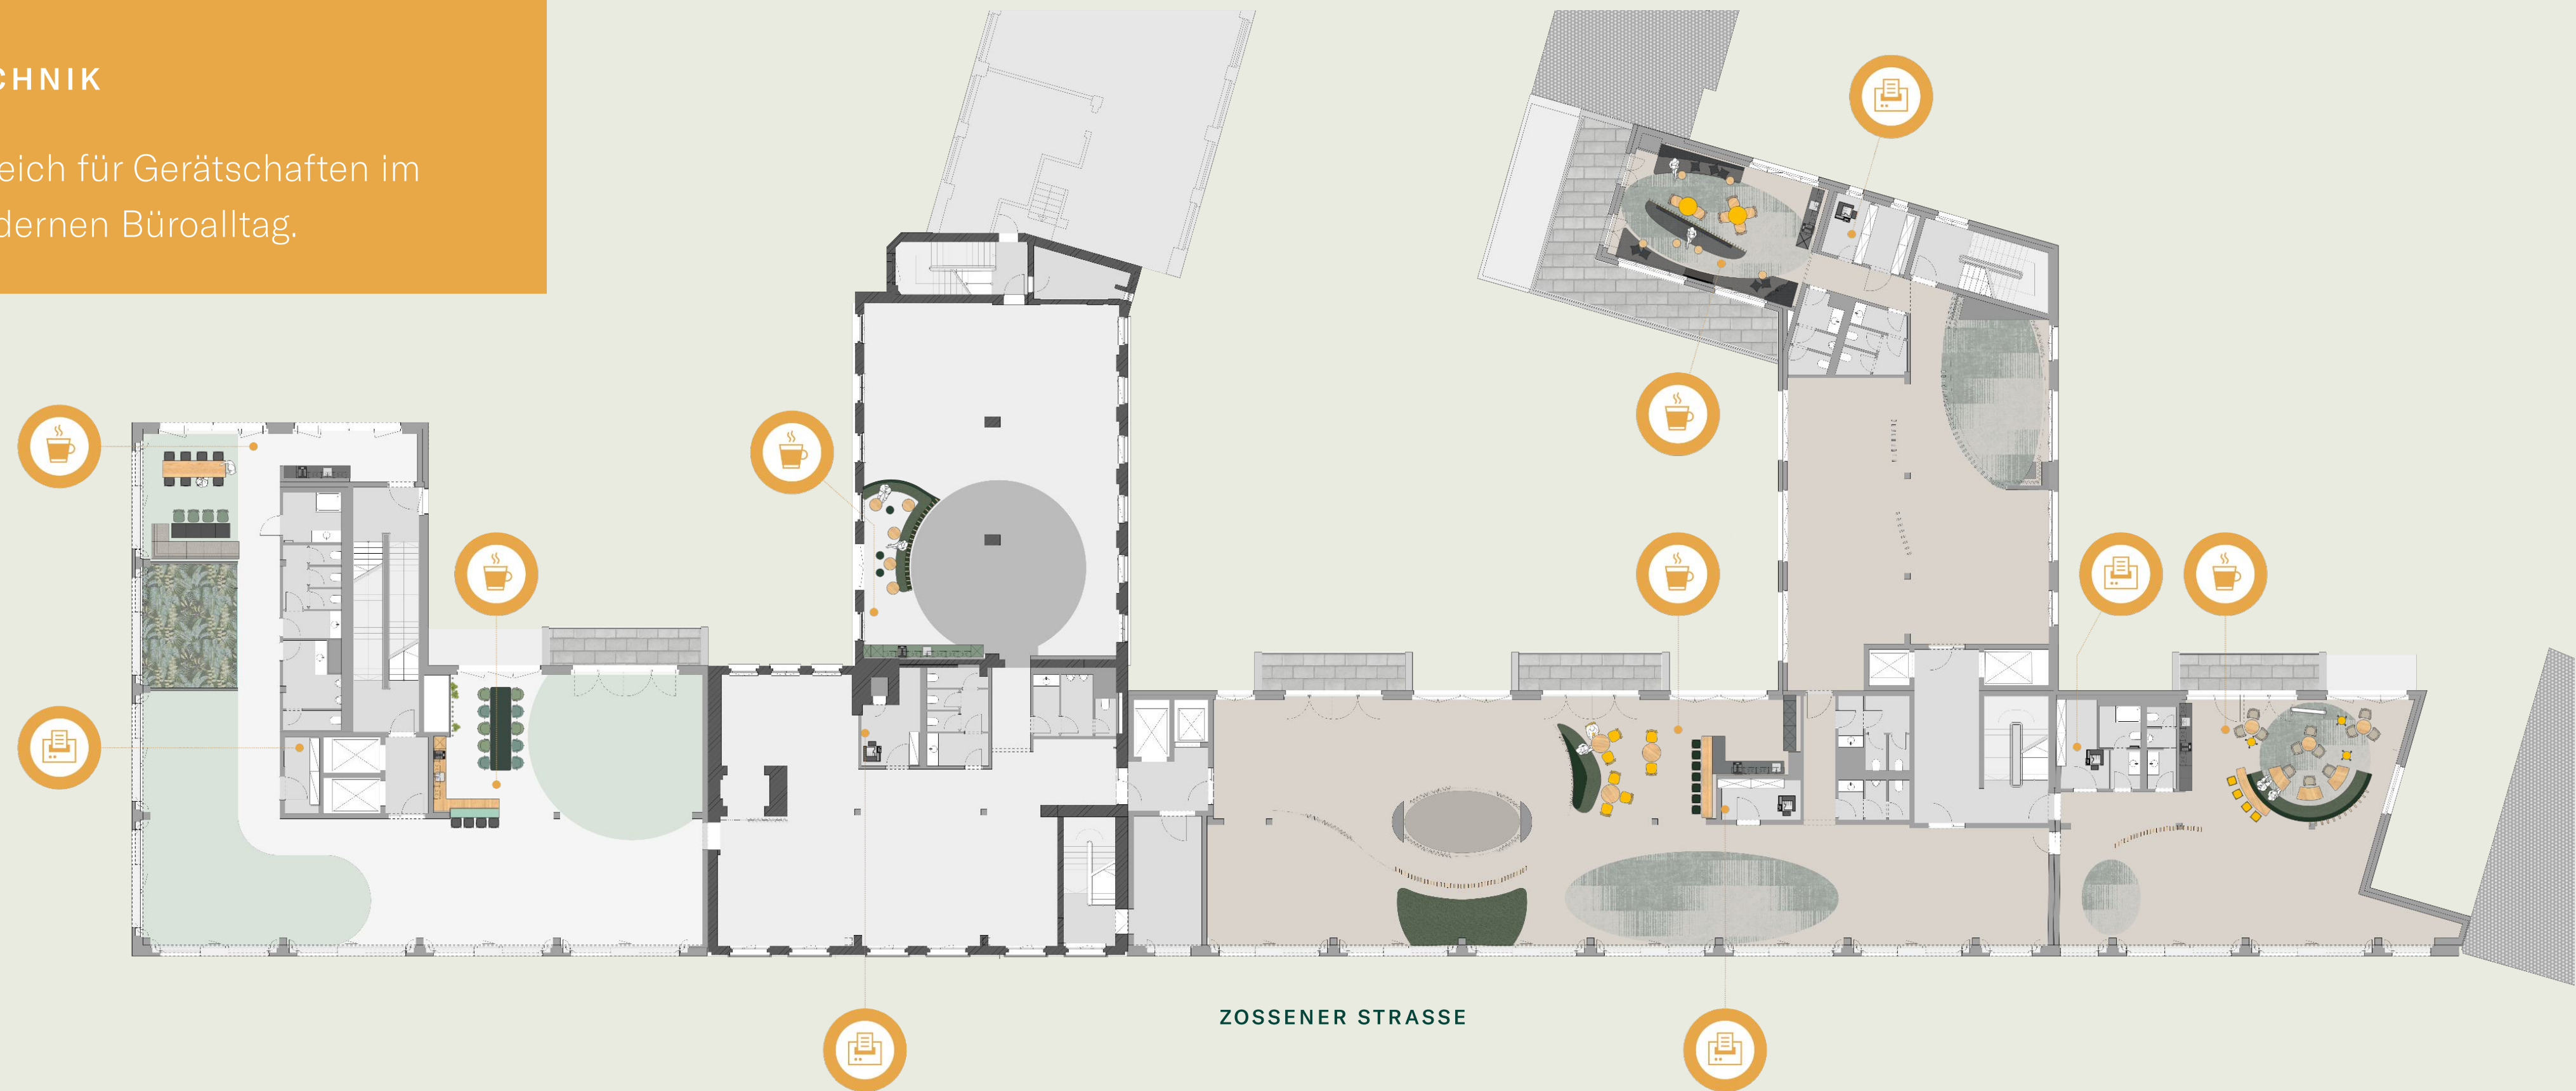 CHNIK
eich für Gerätschaften im
dernen Büroalltag.
ZOSSENER STRASSE